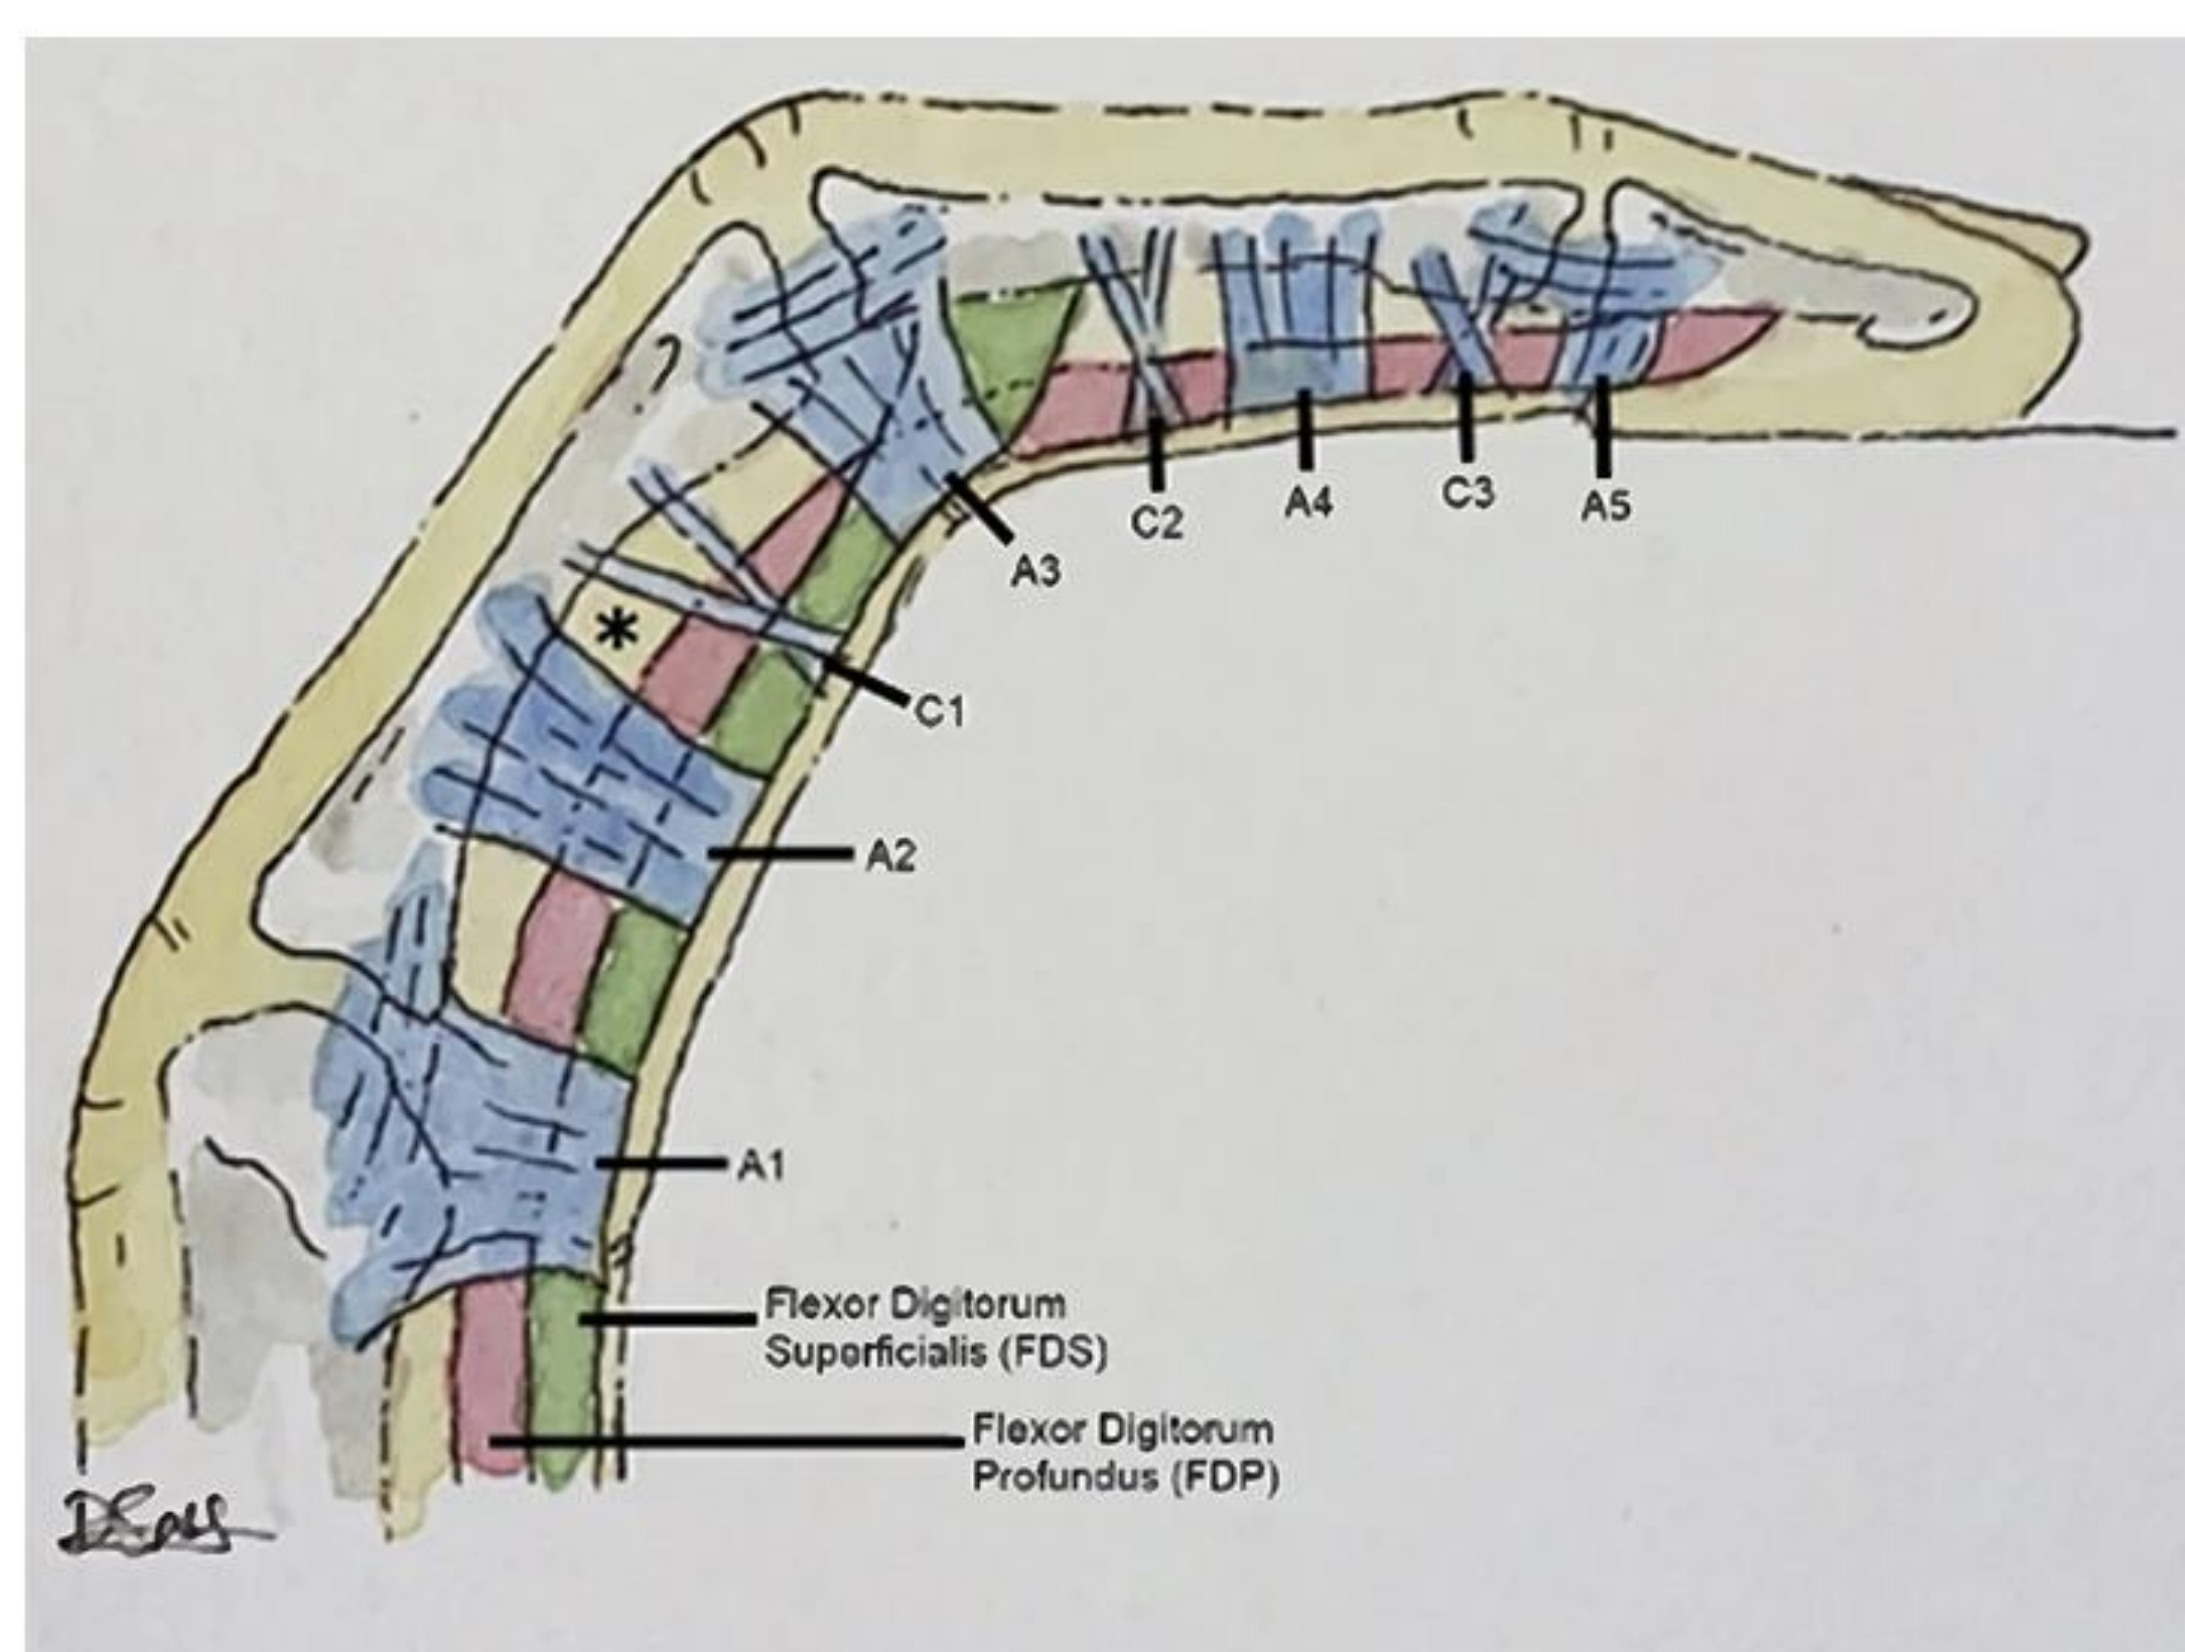 C2
A4
C3
A5
A3
C1
*
A2
A1
Flexor Digitorum
Superficialis (FDS)
Flexor Digitorum
Profundus (FDP)